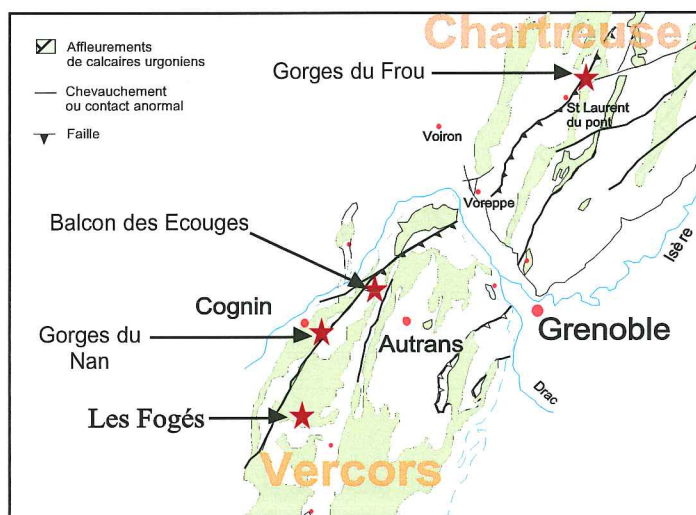 Chartreuse
Affleurements
de calcaires urgoniens
Chevauchement
ou contact anormal
Faille
Gorges du Frou
St Laurent
du pont
Voiron
Voreppe
Isère
Balcon des Ecouges
Cognin
Autrans
Grenoble
Gorges du
Nan
Drac
Les Fogés
Vercors